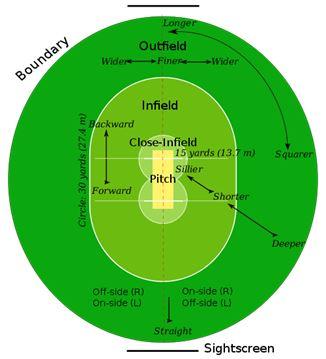 Longer
Boundary
Outfield
Wider
Finer
Wider
Infield
Backward
Close-Infield
15 yards (13.7 m)
Squarer
Circle: 30 yards (27.4 m)
Sillier
Pitch
Forward
Shorter
Deeper
Off-side (R)
On-side (L)
On-side (R)
Off-side (L)
Straight
Sightscreen